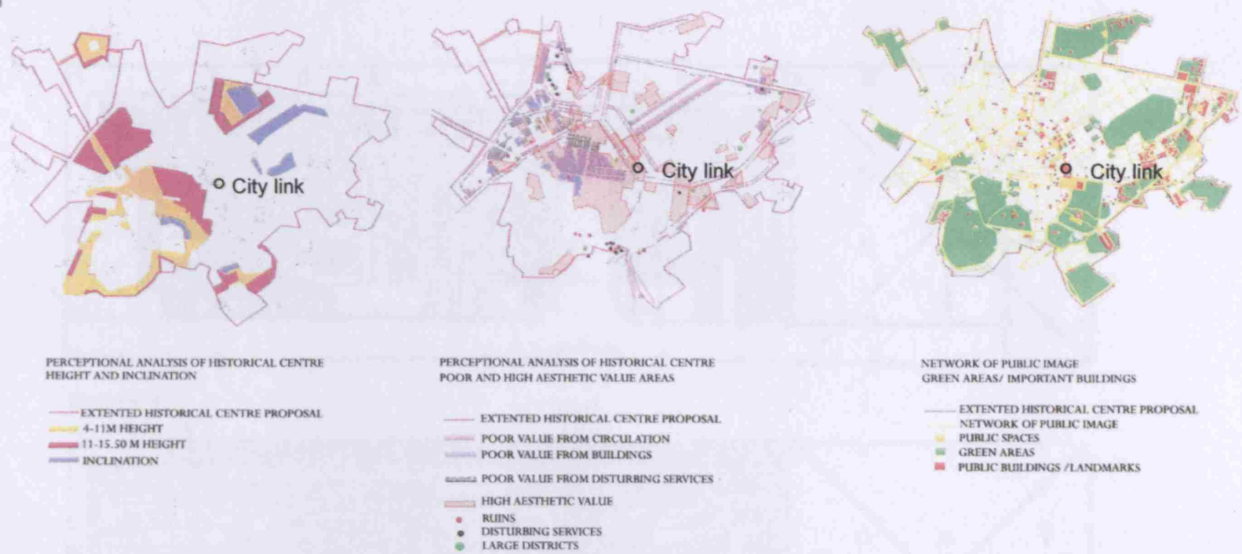 City link
City link
City link
PERCEPTIONAL ANALYSIS OF HISTORICAL CENTRE
HEIGHT AND INCLINATION
EXTENTED HISTORICAL CENTRE PROPOSAL
4-11M HEIGHT
11-15.50 M HEIGHT
INCLINATION
PERCEPTIONAL ANALYSIS OF HISTORICAL CENTRE
POOR AND HIGH AESTHETIC VALUE AREAS
EXTENTED HISTORICAL CENTRE PROPOSAL
POOR VALUE FROM CIRCULATION
POOR VALUE FROM BUILDINGS
POOR VALUE FROM DISTURBING SERVICES
HIGH AESTHETIC VALUE
RUINS
DISTURBING SERVICES
LARGE DISTRICTS
NETWORK OF PUBLIC IMAGE
GREEN AREAS/ IMPORTANT BUILDINGS
EXTENTED HISTORICAL CENTRE PROPOSAL
NETWORK OF PUBLIC IMAGE
PUBLIC SPACES
GREEN AREAS
PUBLIC BUILDINGS /LANDMARKS